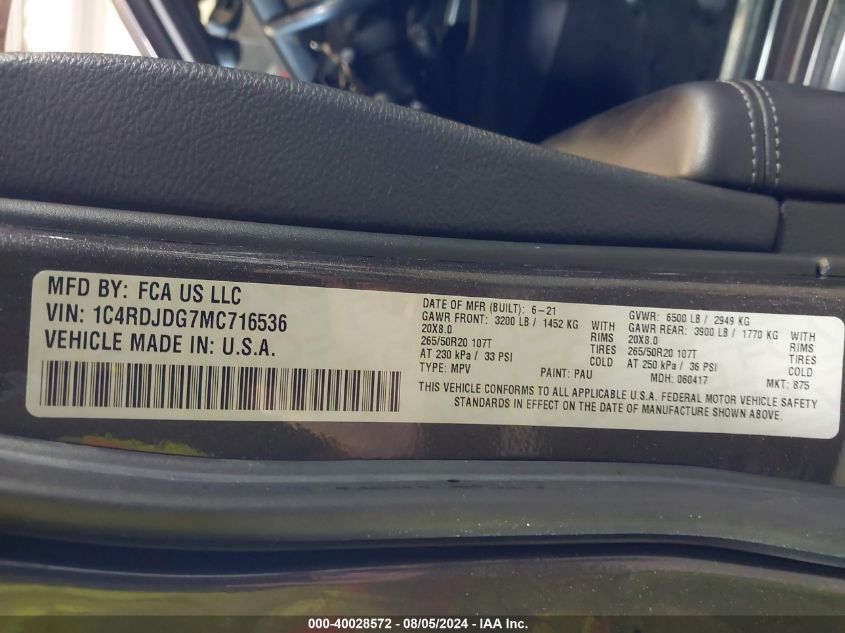 MFD BY: FCA US LLC
VIN: 1C4RDJDG7MC716536
VEHICLE MADE IN: U.S.A.
DATE OF MFR (BUILT): 6-21
GAWR FRONT: 3200 LB / 1452 KG WITH
20X8.0 RIMS
265/50R20 107T TIRES
AT 230 kPa / 33 PSI COLD
TYPE: MPV PAINT: PAU
GVWR: 6500 LB / 2949 KG
GAWR REAR: 3900 LB / 1770 KG WITH
20X8.0 RIMS
265/50R20 107T TIRES
AT 250 kPa / 36 PSI COLD
MDH: 060417 MKT: 875
THIS VEHICLE CONFORMS TO ALL APPLICABLE U.S.A. FEDERAL MOTOR VEHICLE SAFETY
STANDARDS IN EFFECT ON THE DATE OF MANUFACTURE SHOWN ABOVE.
000-40028572 - 08/05/2024 - IAA Inc.